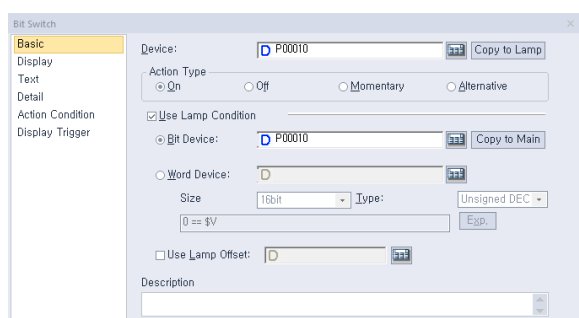 Bit Switch
Basic
Display
Text
Detail
Action Condition
Display Trigger
Device: D P00010 Copy to Lamp
Action Type
On Off Momentary Alternative
Use Lamp Condition
Bit Device: D P00010 Copy to Main
Word Device: D
Size 16bit Type: Unsigned DEC
0 == $V Exp.
Use Lamp Offset: D
Description